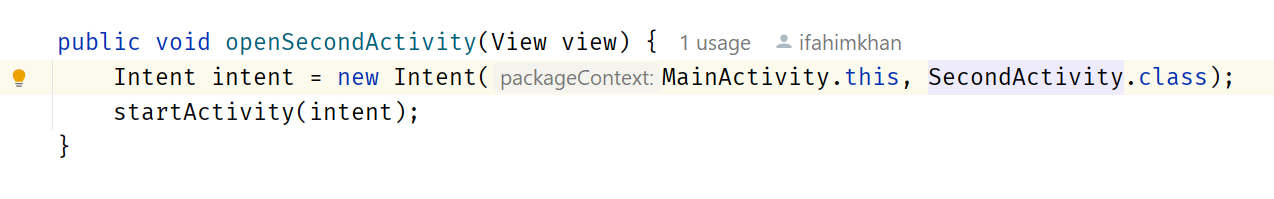 public void openSecondActivity(View view) { 1 usage ifahimkhan
Intent intent = new Intent( packageContext: MainActivity.this, SecondActivity.class);
startActivity(intent);
}